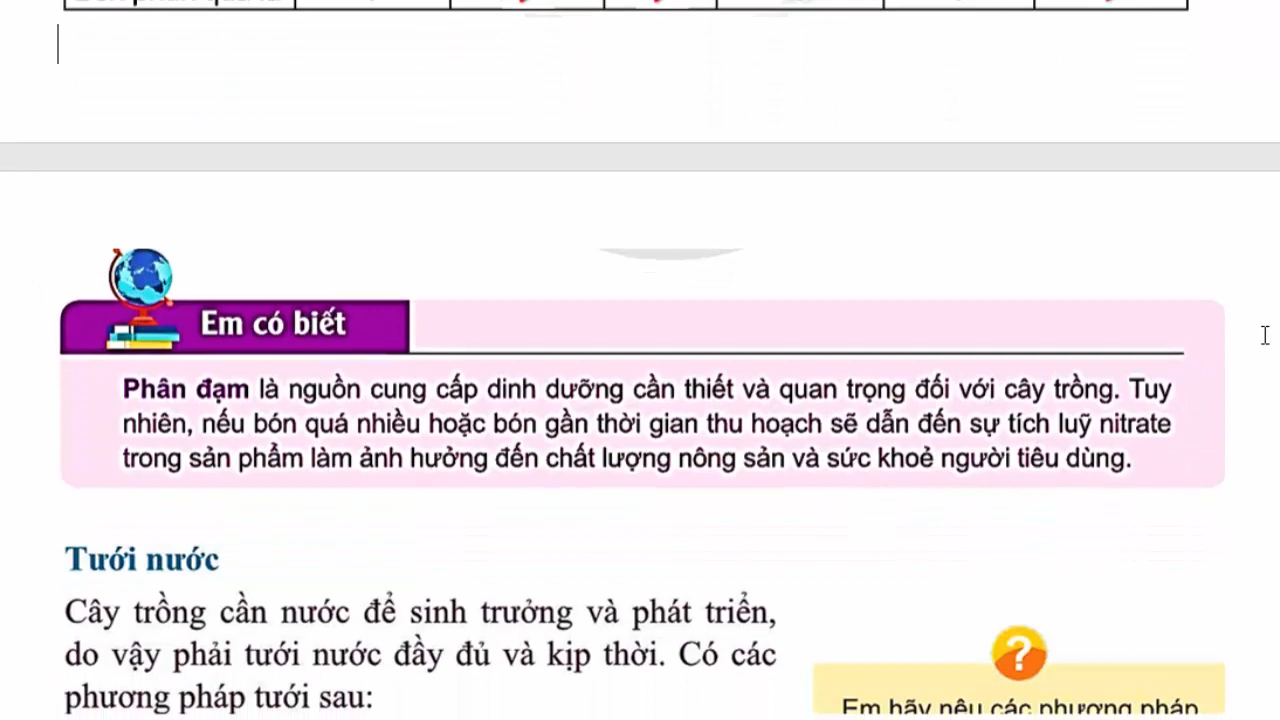 Em có biết
Phân đạm là nguồn cung cấp dinh dưỡng cần thiết và quan trọng đối với cây trồng. Tuy
nhiên, nếu bón quá nhiều hoặc bón gần thời gian thu hoạch sẽ dẫn đến sự tích luỹ nitrate
trong sản phẩm làm ảnh hưởng đến chất lượng nông sản và sức khoẻ người tiêu dùng.
Tưới nước
Cây trồng cần nước để sinh trưởng và phát triển,
do vậy phải tưới nước đầy đủ và kịp thời. Có các
phương pháp tưới sau:
?
Em hãy nêu các phương pháp